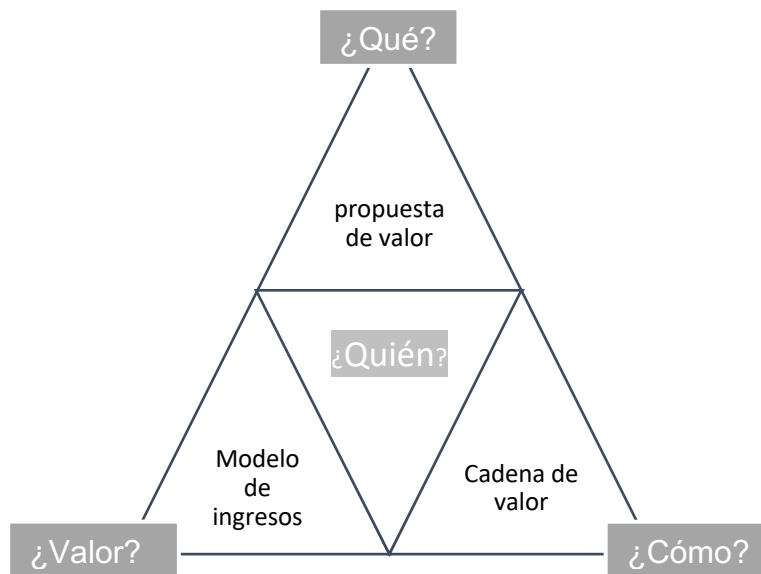 ¿Qué?
propuesta
de valor
¿Quién?
Modelo
de
ingresos
Cadena de
valor
¿Valor?
¿Cómo?